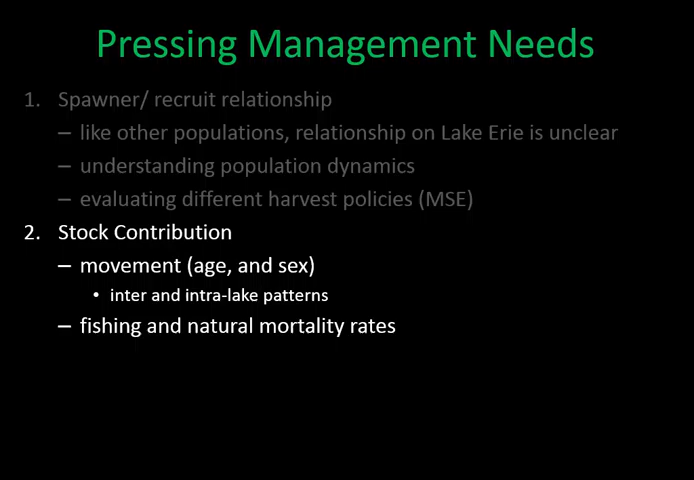 Pressing Management Needs
1. Spawner/ recruit relationship
– like other populations, relationship on Lake Erie is unclear
– understanding population dynamics
– evaluating different harvest policies (MSE)
2. Stock Contribution
– movement (age, and sex)
• inter and intra-lake patterns
– fishing and natural mortality rates